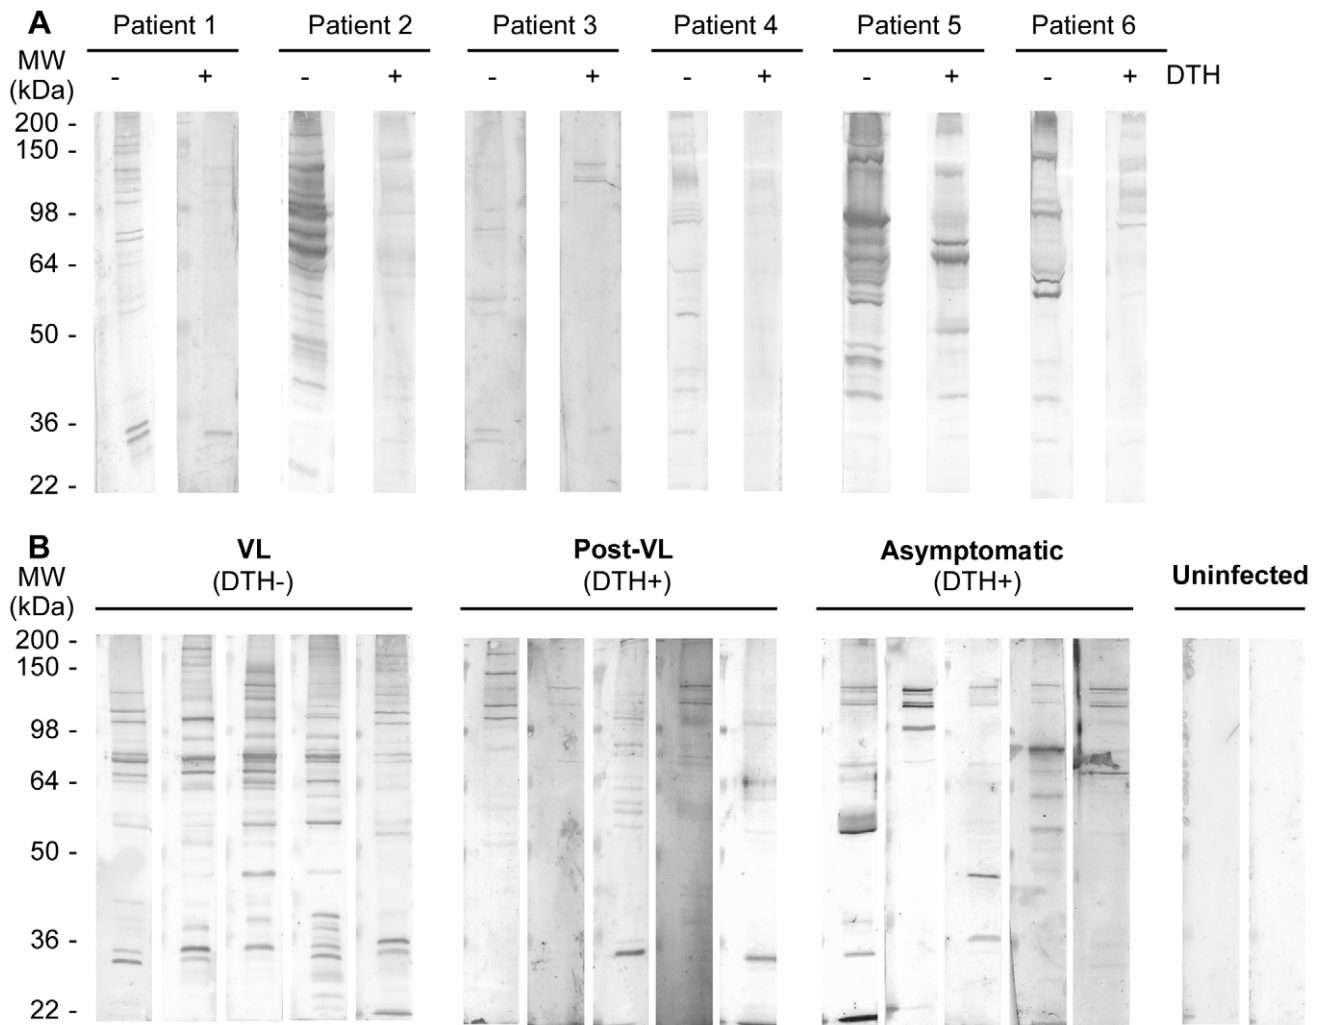 A Patient 1 Patient 2 Patient 3 Patient 4 Patient 5 Patient 6
MW
(kDa) - + - + - + - + - + - + DTH
200 -
150 -
98 -
64 -
50 -
36 -
22 -
B VL Post-VL Asymptomatic Uninfected
MW (DTH-) (DTH+) (DTH+)
(kDa)
200 -
150 -
98 -
64 -
50 -
36 -
22 -